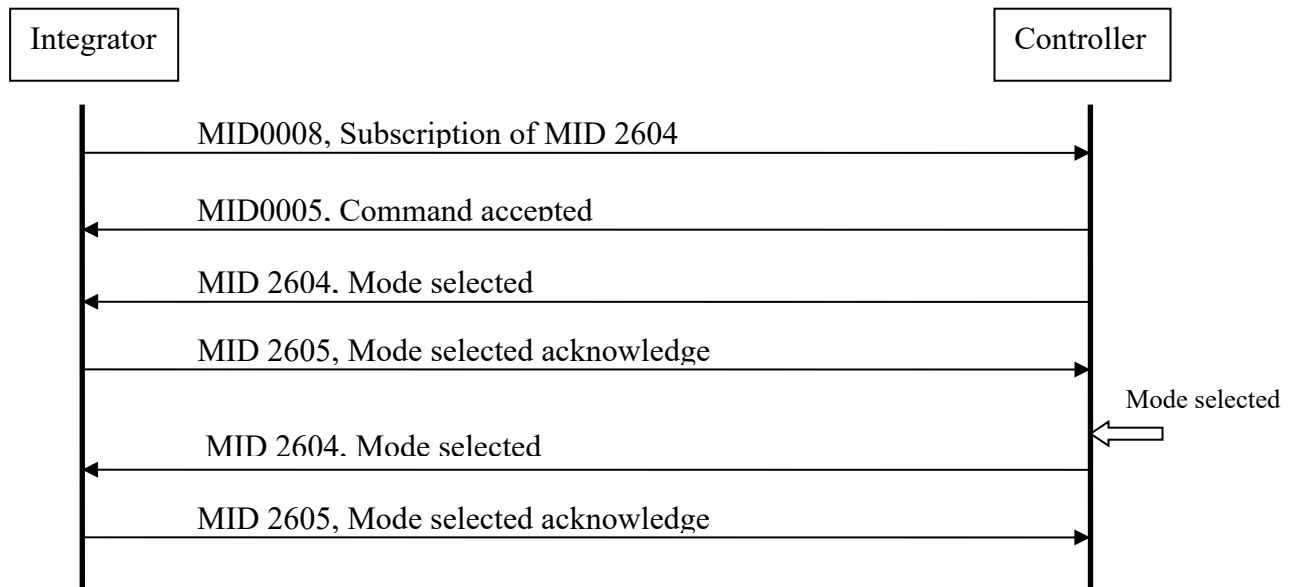 Integrator
Controller
MID0008, Subscription of MID 2604
MID0005, Command accepted
MID 2604, Mode selected
MID 2605, Mode selected acknowledge
Mode selected
MID 2604, Mode selected
MID 2605, Mode selected acknowledge